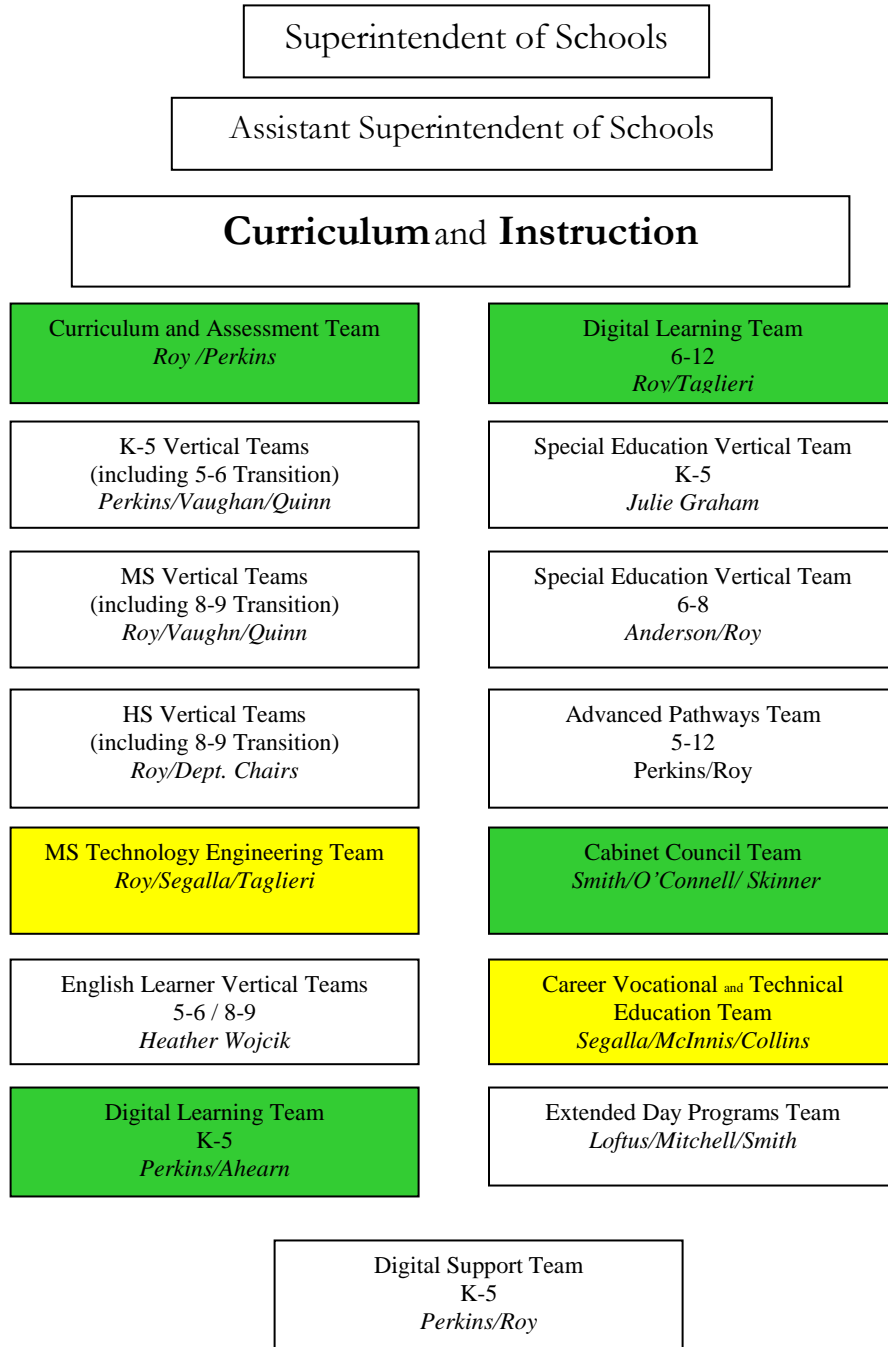 Superintendent of Schools
Assistant Superintendent of Schools
Curriculum and Instruction
Curriculum and Assessment Team
Roy /Perkins
K-5 Vertical Teams
(including 5-6 Transition)
Perkins/Vaughan/Quinn
MS Vertical Teams
(including 8-9 Transition)
Roy/Vaughn/Quinn
HS Vertical Teams
(including 8-9 Transition)
Roy/Dept. Chairs
MS Technology Engineering Team
Roy/Segalla/Taglieri
English Learner Vertical Teams
5-6 / 8-9
Heather Wojcik
Digital Learning Team
K-5
Perkins/Ahearn
Digital Learning Team
6-12
Roy/Taglieri
Special Education Vertical Team
K-5
Julie Graham
Special Education Vertical Team
6-8
Anderson/Roy
Advanced Pathways Team
5-12
Perkins/Roy
Cabinet Council Team
Smith/O’Connell/ Skinner
Career Vocational and Technical
Education Team
Segalla/McInnis/Collins
Extended Day Programs Team
Loftus/Mitchell/Smith
Digital Support Team
K-5
Perkins/Roy